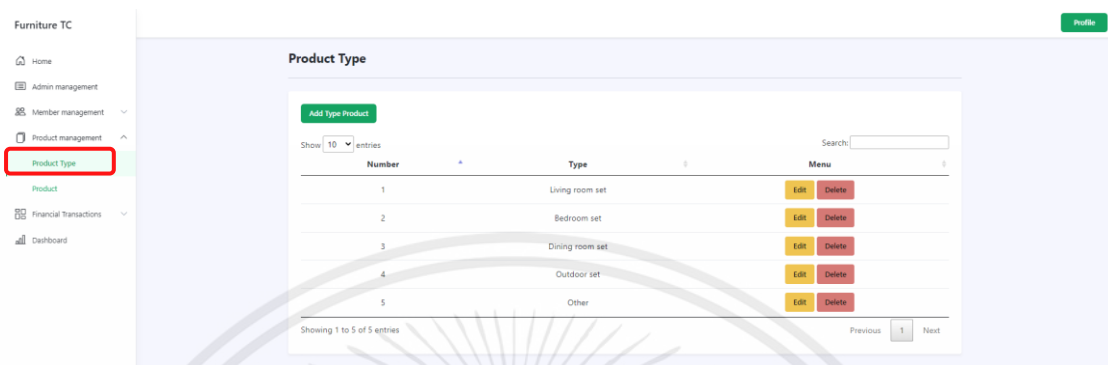 Furniture TC
Profile
Home
Admin management
Member management
Product management
Product Type
Product
Financial Transactions
Dashboard
Product Type
Add Type Product
Show 10 entries
Search:
Number Type Menu
1 Living room set Edit Delete
2 Bedroom set Edit Delete
3 Dining room set Edit Delete
4 Outdoor set Edit Delete
5 Other Edit Delete
Showing 1 to 5 of 5 entries
Previous 1 Next